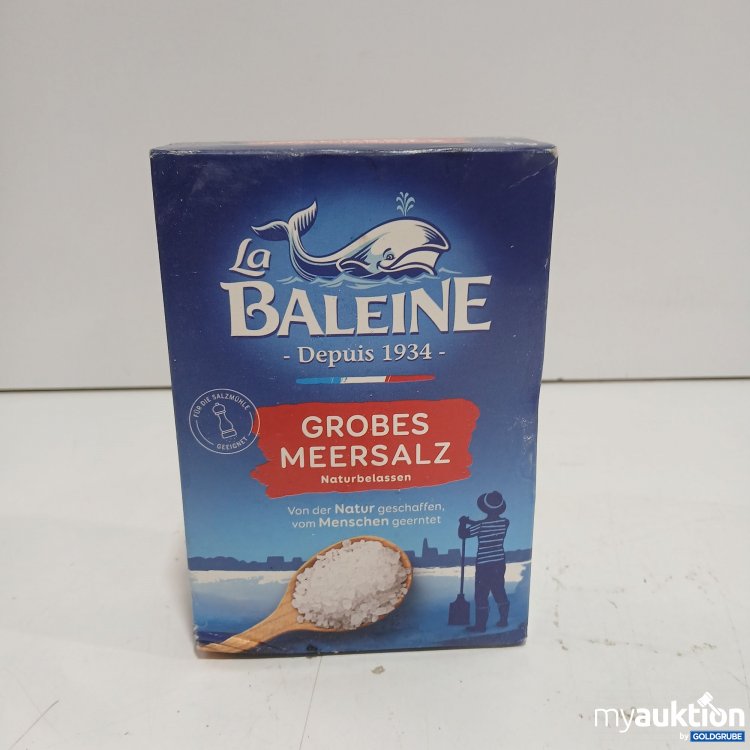 La
BALEINE
- Depuis 1934 -
FÜR DIE SALZMÜHLE
GEEIGNET
GROBES
MEERSALZ
Naturbelassen
Von der Natur geschaffen,
vom Menschen geerntet
myauktion
by GOLDGRUBE